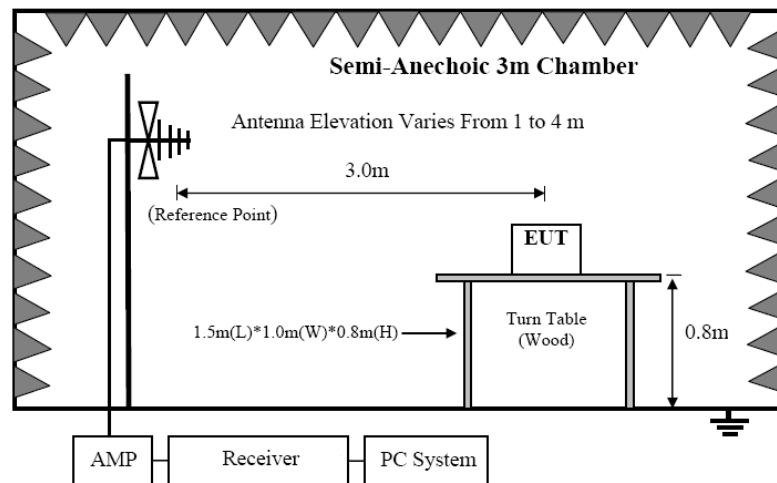 Semi-Anechoic 3m Chamber
Antenna Elevation Varies From 1 to 4 m
3.0m
(Reference Point)
EUT
1.5m(L)*1.0m(W)*0.8m(H)
Turn Table
(Wood)
0.8m
AMP
Receiver
PC System